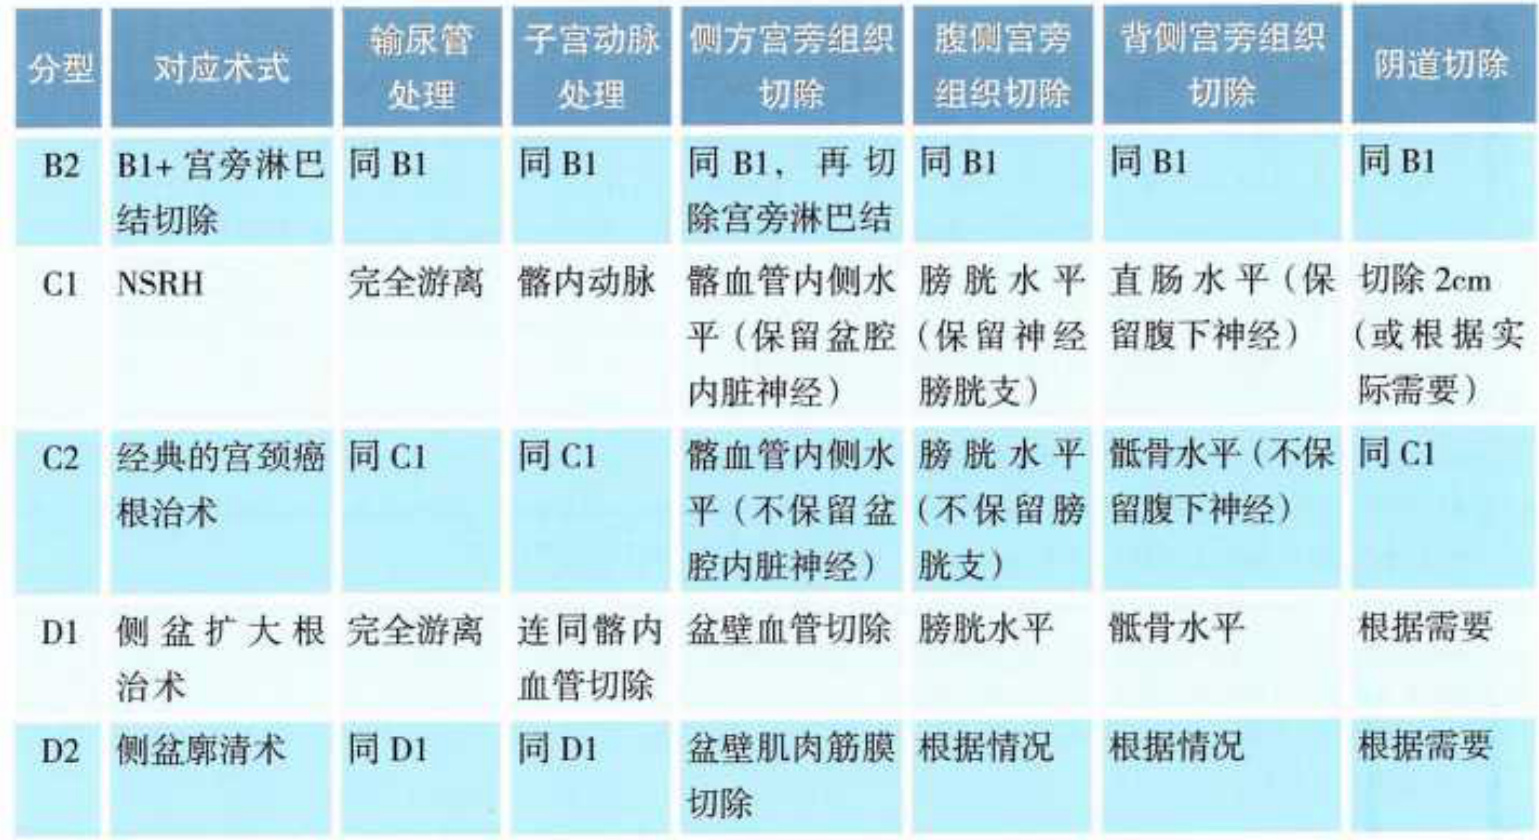 分型
对应术式
输尿管
处理
子宫动脉
处理
侧方宫旁组织
切除
腹侧宫旁
组织切除
背侧宫旁组织
切除
阴道切除
B2
B1+ 宫旁淋巴
结切除
同 B1
同 B1
同 B1，再切
除宫旁淋巴结
同 B1
同 B1
同 B1
C1
NSRH
完全游离
髂内动脉
髂血管内侧水
平（保留盆腔
内脏神经）
膀胱水平
（保留神经
膀胱支）
直肠水平（保
留腹下神经）
切除 2cm
（或根据实
际需要）
C2
经典的宫颈癌
根治术
同 C1
同 C1
髂血管内侧水
平（不保留盆
腔内脏神经）
膀胱水平
（不保留膀
胱支）
骶骨水平（不保
留腹下神经）
同 C1
D1
侧盆扩大根
治术
完全游离
连同髂内
血管切除
盆壁血管切除
膀胱水平
骶骨水平
根据需要
D2
侧盆廓清术
同 D1
同 D1
盆壁肌肉筋膜
切除
根据情况
根据情况
根据需要